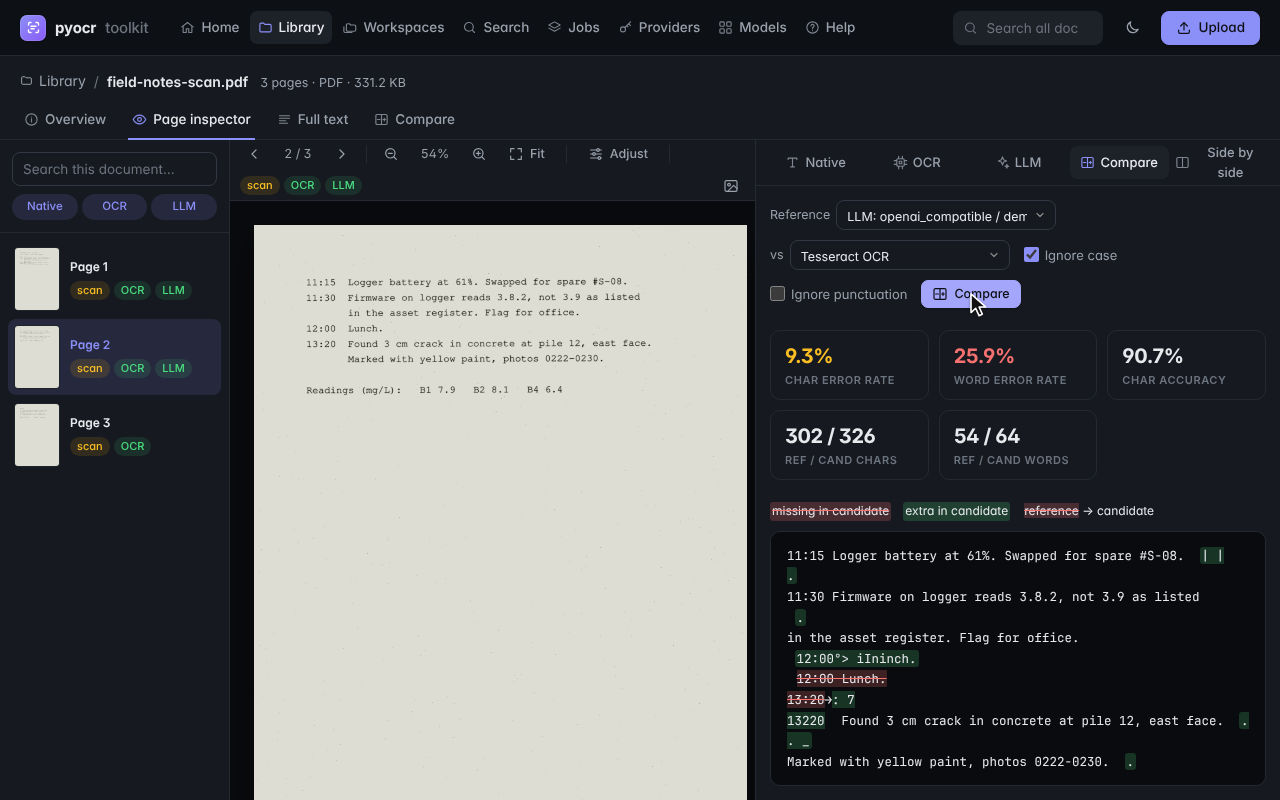 pyocr toolkit
Home
Library
Workspaces
Search
Jobs
Providers
Models
Help
Search all doc
Upload
Library / field-notes-scan.pdf 3 pages · PDF · 331.2 KB
Overview
Page inspector
Full text
Compare
Search this document...
Native
OCR
LLM
Page 1
scan OCR LLM
Page 2
scan OCR LLM
Page 3
scan OCR
2 / 3
54%
Fit
Adjust
scan OCR LLM
11:15 Logger battery at 61%. Swapped for spare #S-08.
11:30 Firmware on logger reads 3.8.2, not 3.9 as listed
in the asset register. Flag for office.
12:00 Lunch.
13:20 Found 3 cm crack in concrete at pile 12, east face.
Marked with yellow paint, photos 0222-0230.
Readings (mg/L): B1 7.9 B2 8.1 B4 6.4
Native
OCR
LLM
Compare
Side by
side
Reference LLM: openai_compatible / dem
vs Tesseract OCR
Ignore case
Ignore punctuation
Compare
9.3%
CHAR ERROR RATE
25.9%
WORD ERROR RATE
90.7%
CHAR ACCURACY
302 / 326
REF / CAND CHARS
54 / 64
REF / CAND WORDS
missing in candidate extra in candidate reference → candidate
11:15 Logger battery at 61%. Swapped for spare #S-08. | |
.
11:30 Firmware on logger reads 3.8.2, not 3.9 as listed
.
in the asset register. Flag for office.
12:00°> iIninch.
12:00 Lunch.
13:20→: 7
13220 Found 3 cm crack in concrete at pile 12, east face. .
. _
Marked with yellow paint, photos 0222-0230. .